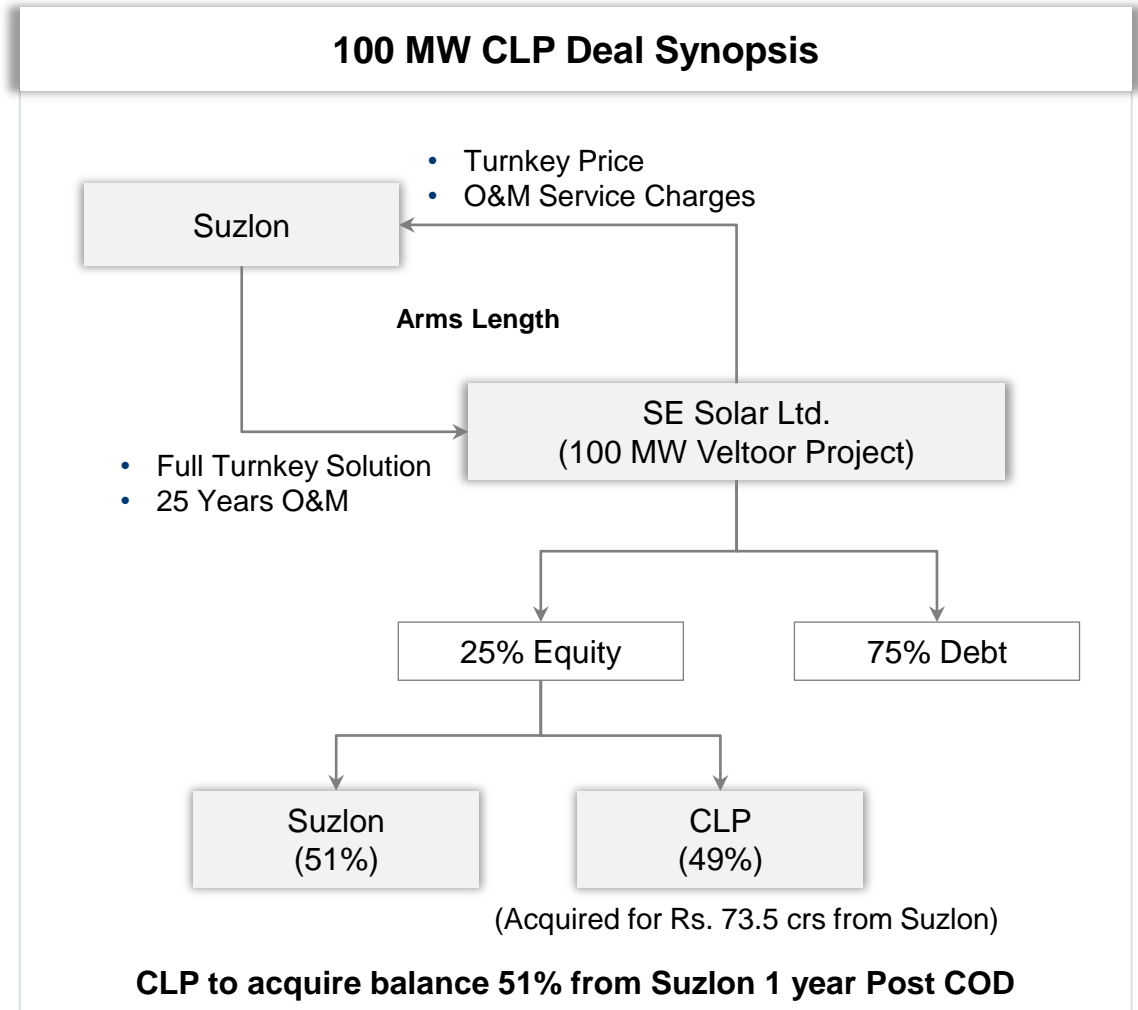 100 MW CLP Deal Synopsis
• Turnkey Price
• O&M Service Charges
Suzlon
Arms Length
SE Solar Ltd.
(100 MW Veltoor Project)
• Full Turnkey Solution
• 25 Years O&M
25% Equity
75% Debt
Suzlon
(51%)
CLP
(49%)
(Acquired for Rs. 73.5 crs from Suzlon)
CLP to acquire balance 51% from Suzlon 1 year Post COD